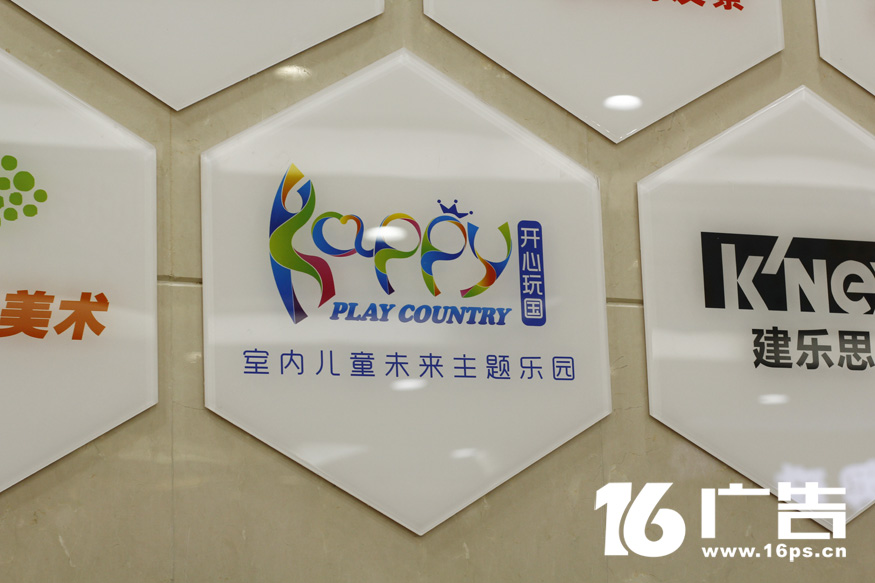 Happy
开心玩国
PLAY COUNTRY
室内儿童未来主题乐园
美术
K'NE
建乐思
16广告
www.16ps.cn